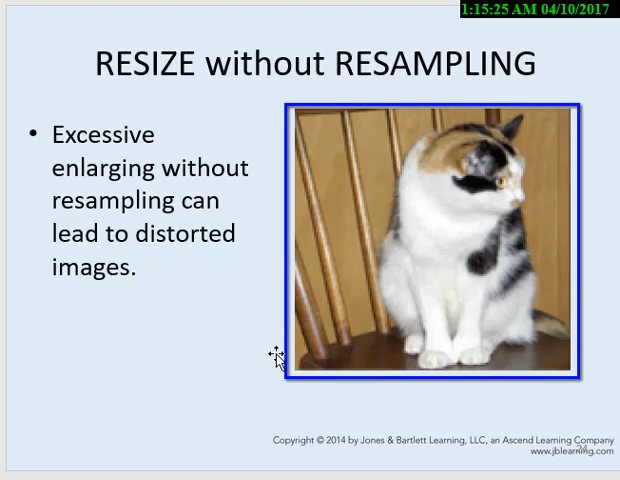 1:15:25 AM 04/10/2017
RESIZE without RESAMPLING
• Excessive
enlarging without
resampling can
lead to distorted
images.
Copyright © 2014 by Jones & Bartlett Learning, LLC, an Ascend Learning Company
www.jblearning.com
24